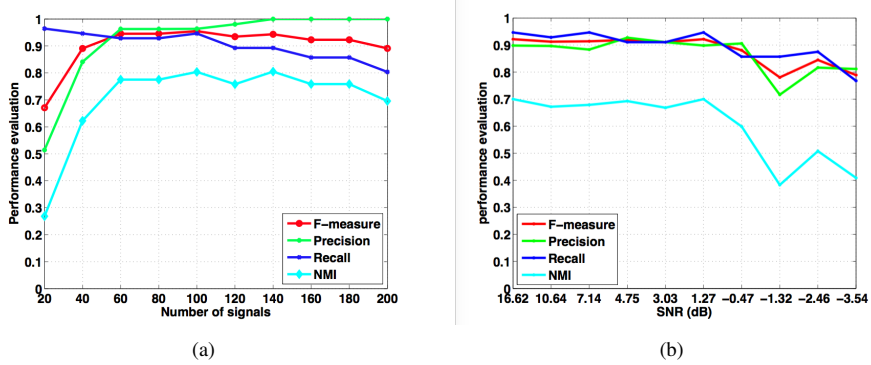 1
0.9
0.8
0.7
0.6
0.5
0.4
0.3
0.2
0.1
0
Performance evaluation
F−measure
Precision
Recall
NMI
20 40 60 80 100 120 140 160 180 200
Number of signals
(a)
1
0.9
0.8
0.7
0.6
0.5
0.4
0.3
0.2
0.1
0
performance evaluation
F−measure
Precision
Recall
NMI
16.62 10.64 7.14 4.75 3.03 1.27 −0.47 −1.32 −2.46 −3.54
SNR (dB)
(b)